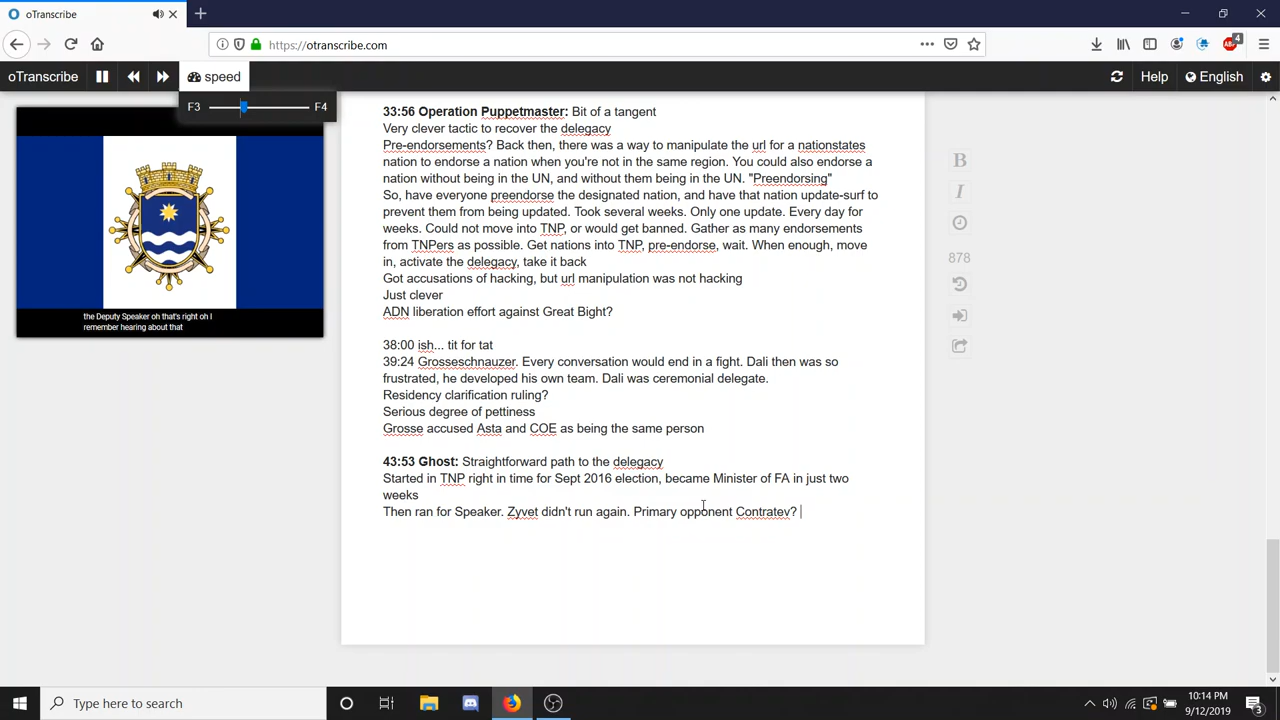 oTranscribe
https://otranscribe.com
4
oTranscribe
speed
Help
English
F3
F4
the Deputy Speaker oh that's right oh I
remember hearing about that
33:56 Operation Puppetmaster: Bit of a tangent
Very clever tactic to recover the delegacy
Pre-endorsements? Back then, there was a way to manipulate the url for a nationstates
nation to endorse a nation when you're not in the same region. You could also endorse a
nation without being in the UN, and without them being in the UN. "Preendorsing"
So, have everyone preendorse the designated nation, and have that nation update-surf to
prevent them from being updated. Took several weeks. Only one update. Every day for
weeks. Could not move into TNP, or would get banned. Gather as many endorsements
from TNPers as possible. Get nations into TNP, pre-endorse, wait. When enough, move
in, activate the delegacy, take it back
Got accusations of hacking, but url manipulation was not hacking
Just clever
ADN liberation effort against Great Bight?
38:00 ish... tit for tat
39:24 Grosseschnauzer. Every conversation would end in a fight. Dali then was so
frustrated, he developed his own team. Dali was ceremonial delegate.
Residency clarification ruling?
Serious degree of pettiness
Grosse accused Asta and COE as being the same person
43:53 Ghost: Straightforward path to the delegacy
Started in TNP right in time for Sept 2016 election, became Minister of FA in just two
weeks
Then ran for Speaker. Zyvet didn't run again. Primary opponent Contratev?
B
I
878
Type here to search
10:14 PM
9/12/2019
3